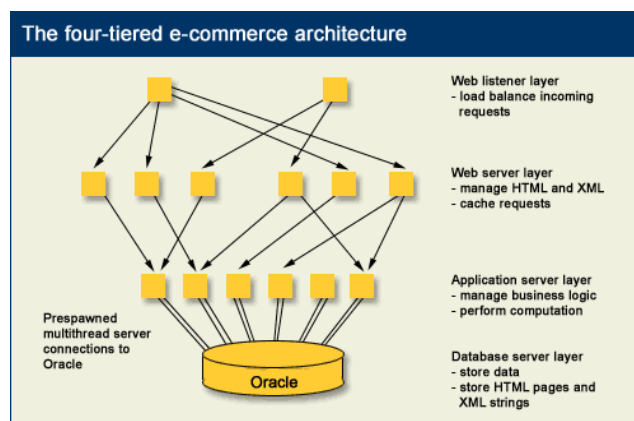 The four-tiered e-commerce architecture
Web listener layer
- load balance incoming
requests
Web server layer
- manage HTML and XML
- cache requests
Application server layer
- manage business logic
- perform computation
Prespawned
multithread server
connections to
Oracle
Oracle
Database server layer
- store data
- store HTML pages and
XML strings